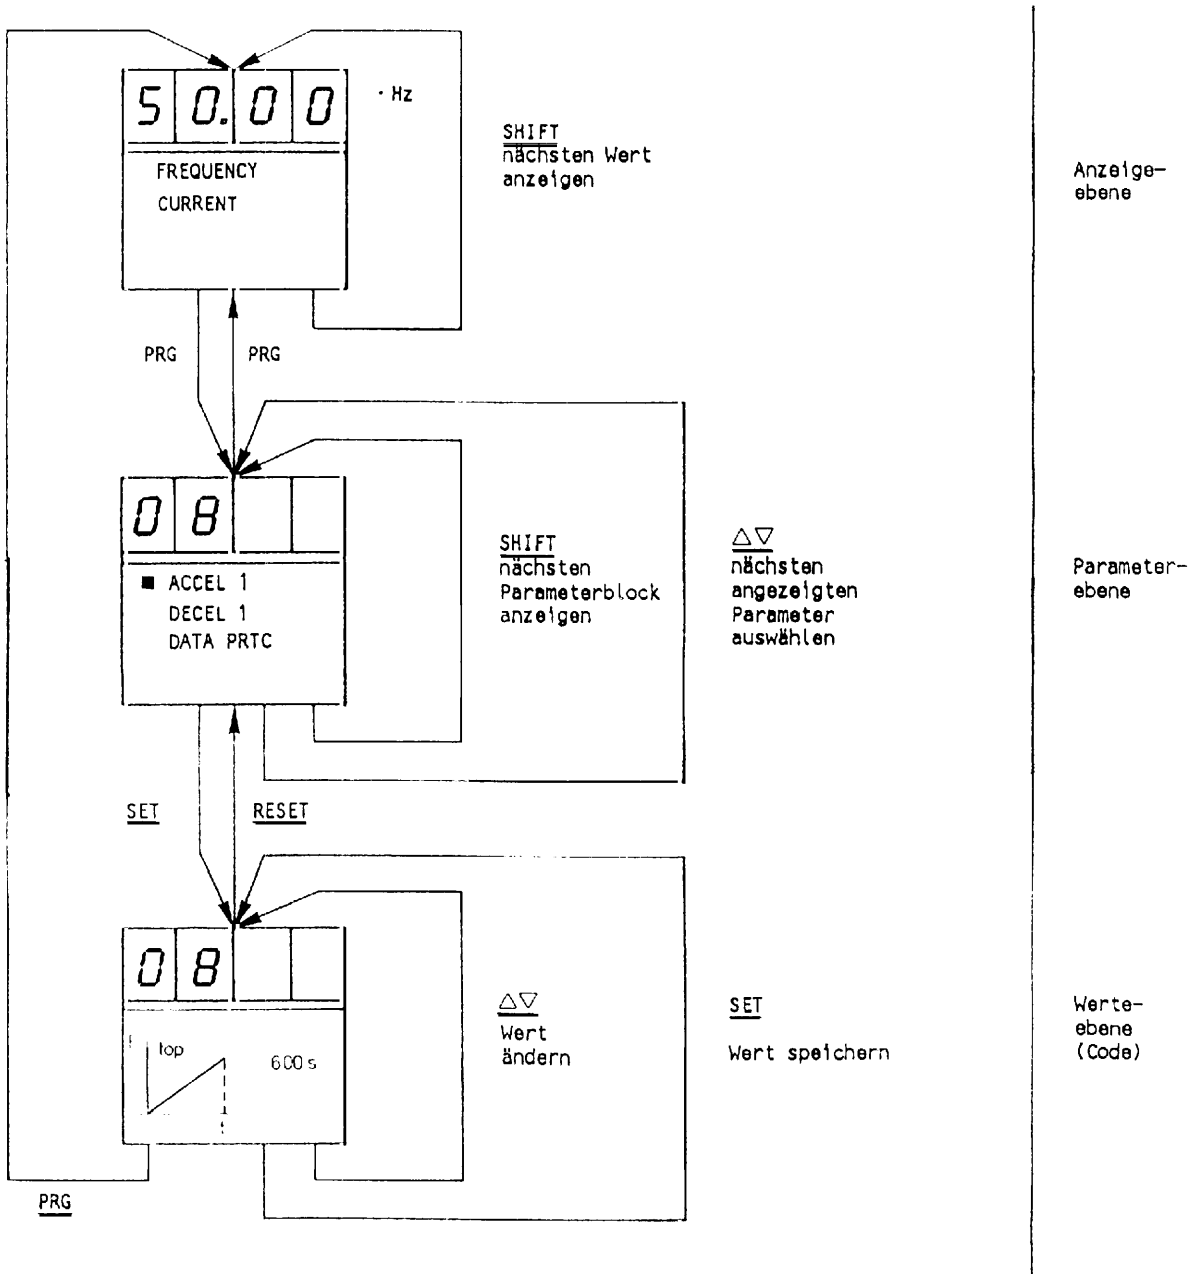 50.00
· Hz
FREQUENCY
CURRENT
SHIFT
nächsten Wert
anzeigen
Anzeige-
ebene
PRG
PRG
08
■ ACCEL 1
DECEL 1
DATA PRTC
SHIFT
nächsten
Parameterblock
anzeigen
△▽
nächsten
angezeigten
Parameter
auswählen
Parameter-
ebene
SET
RESET
08
top
600 s
t
△▽
Wert
ändern
SET
Wert speichern
Werte-
ebene
(Code)
PRG